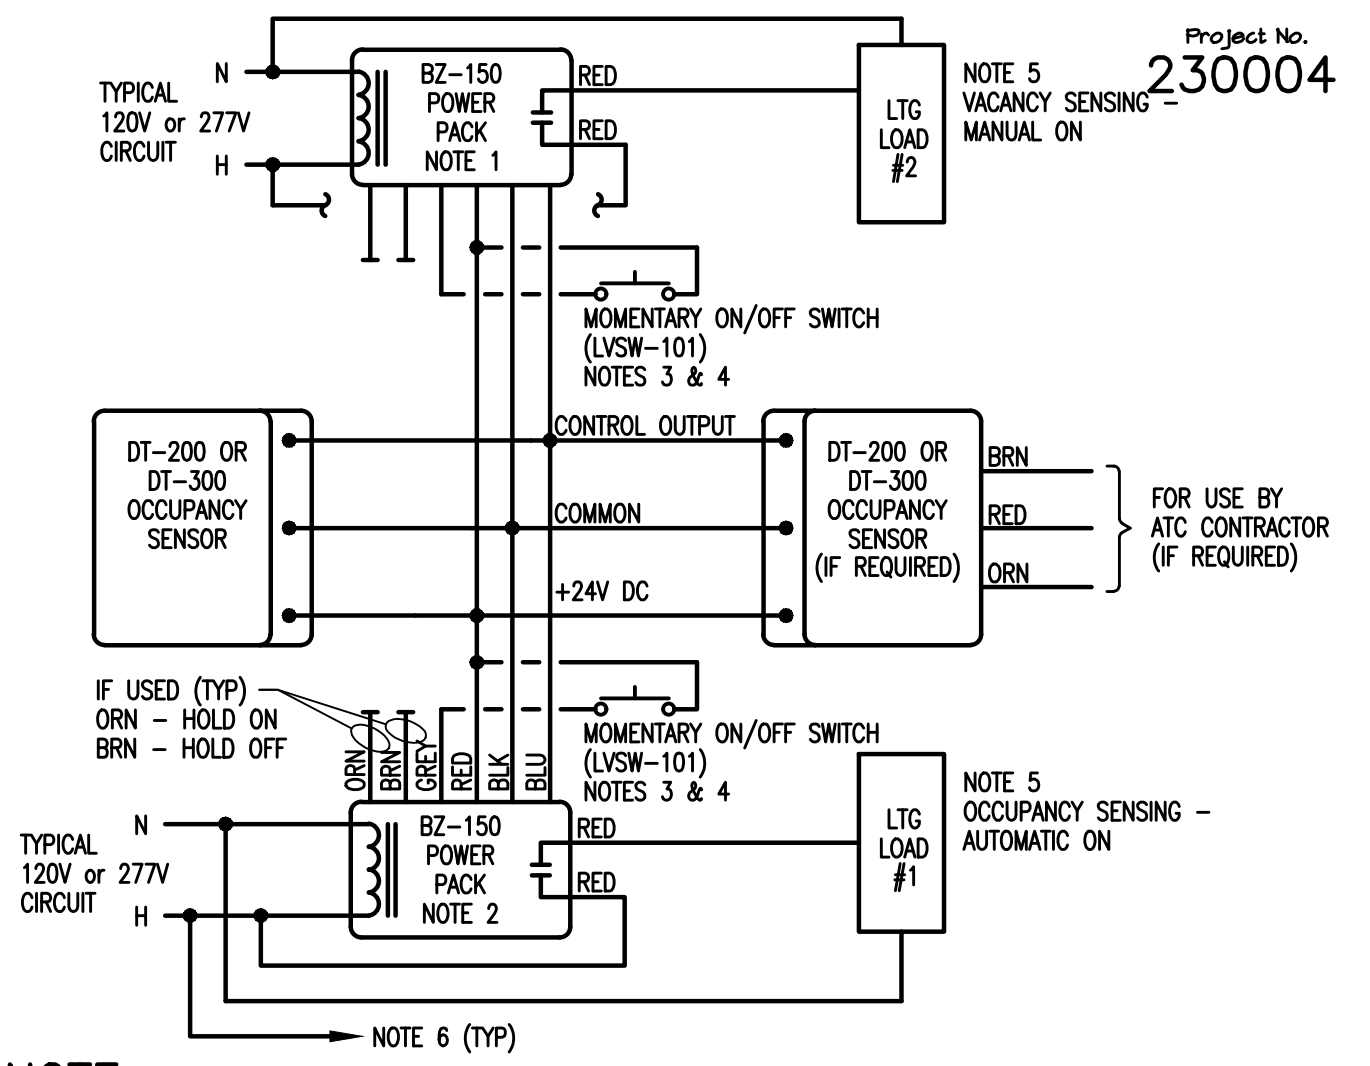 Project No.
230004
N
TYPICAL
120V or 277V
CIRCUIT
H
BZ-150
POWER
PACK
NOTE 1
RED
RED
LTG
LOAD
#2
NOTE 5
VACANCY SENSING -
MANUAL ON
MOMENTARY ON/OFF SWITCH
(LVSW-101)
NOTES 3 & 4
DT-200 OR
DT-300
OCCUPANCY
SENSOR
CONTROL OUTPUT
COMMON
+24V DC
DT-200 OR
DT-300
OCCUPANCY
SENSOR
(IF REQUIRED)
BRN
RED
ORN
FOR USE BY
ATC CONTRACTOR
(IF REQUIRED)
IF USED (TYP)
ORN - HOLD ON
BRN - HOLD OFF
ORN
BRN
GREY
RED
BLK
BLU
MOMENTARY ON/OFF SWITCH
(LVSW-101)
NOTES 3 & 4
N
TYPICAL
120V or 277V
CIRCUIT
H
BZ-150
POWER
PACK
NOTE 2
RED
RED
LTG
LOAD
#1
NOTE 5
OCCUPANCY SENSING -
AUTOMATIC ON
NOTE 6 (TYP)